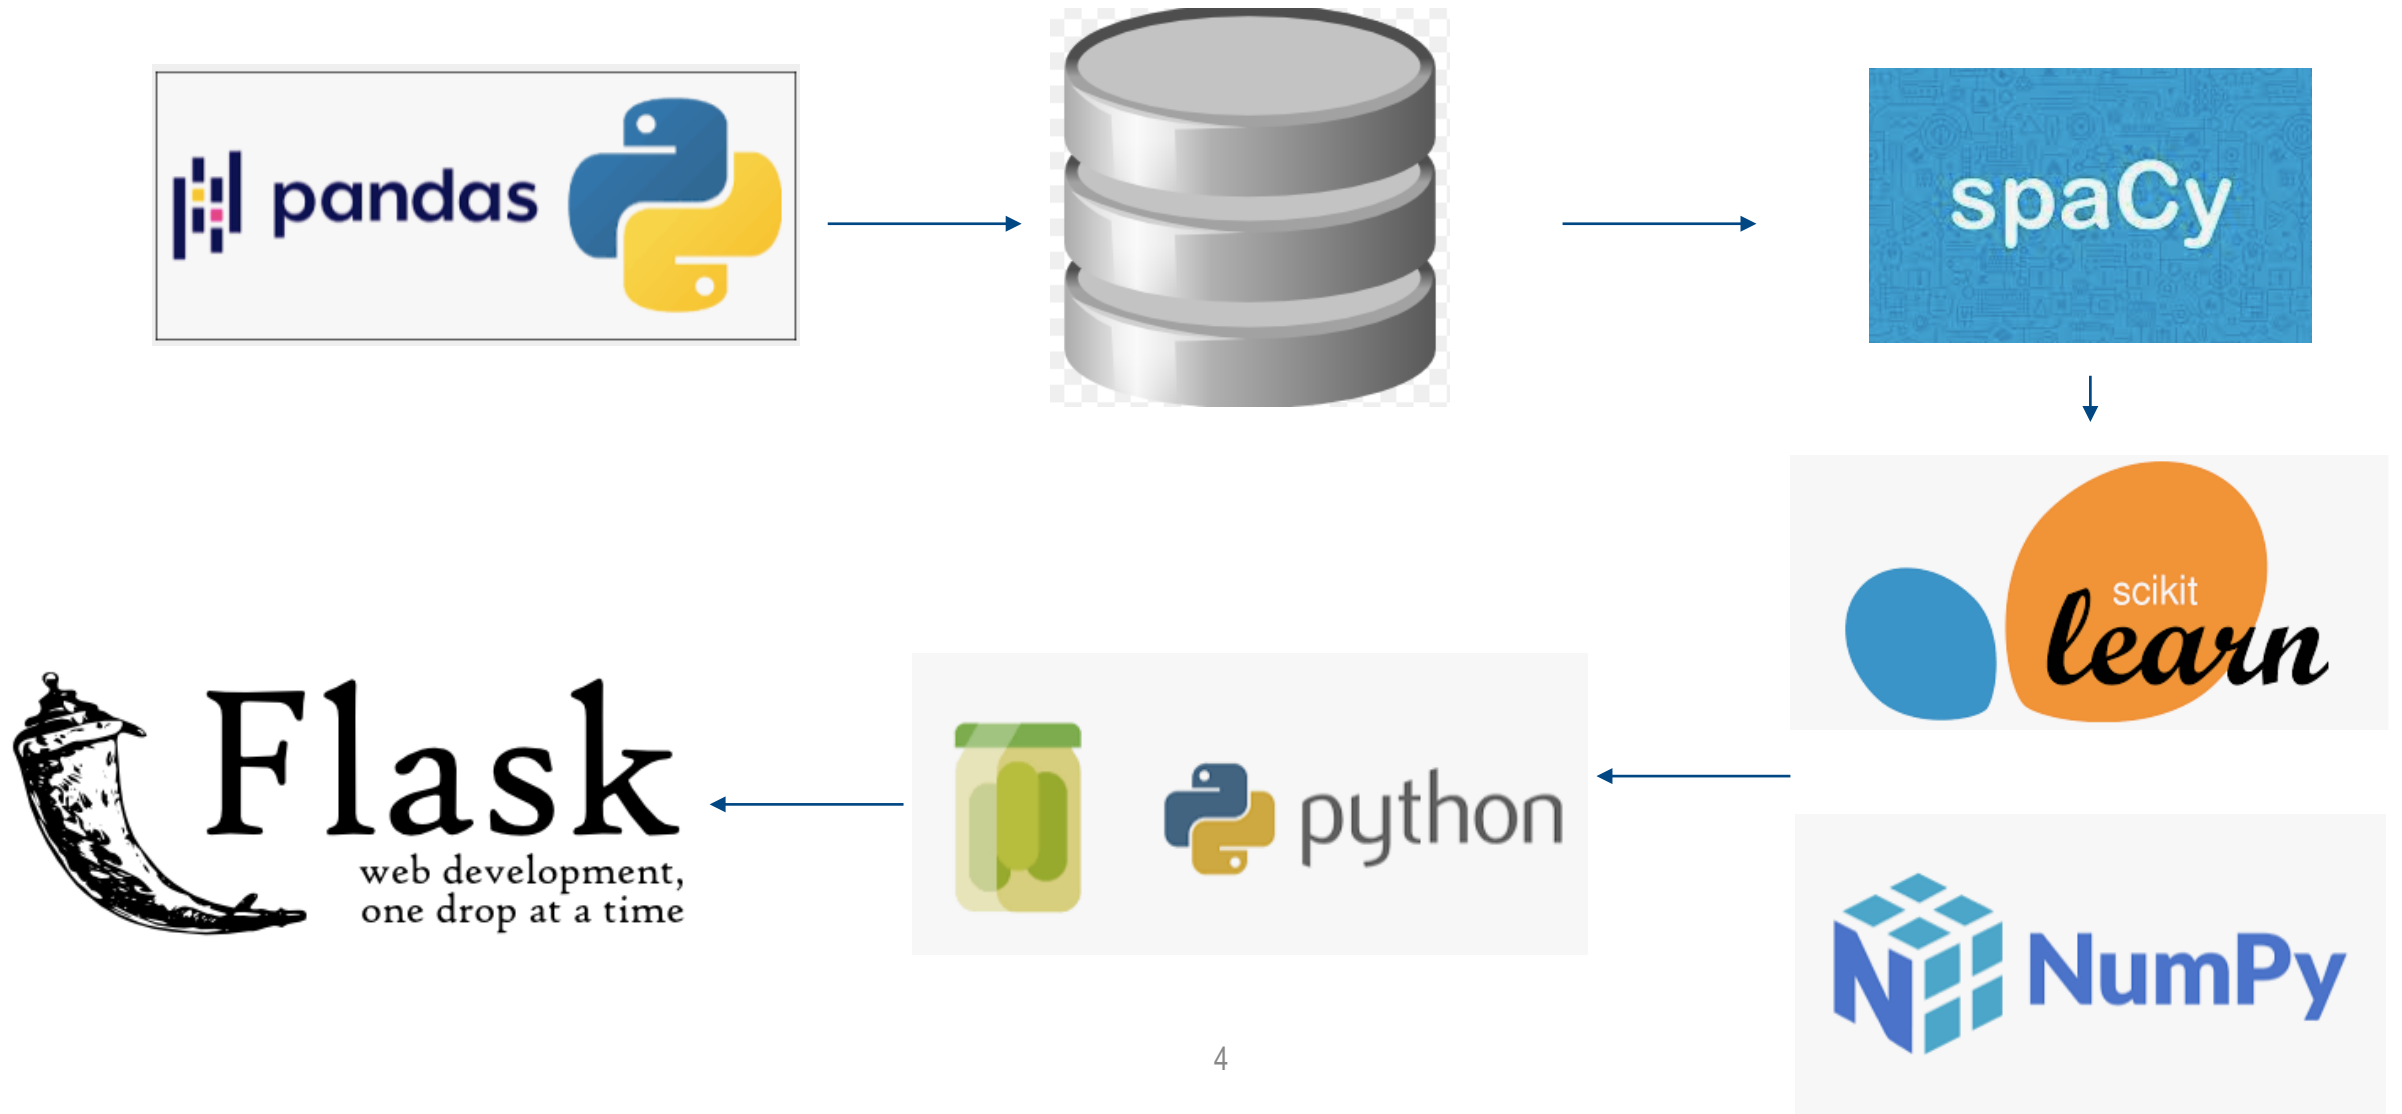 pandas
spaCy
scikit
learn
python
Flask
web development,
one drop at a time
NumPy
4